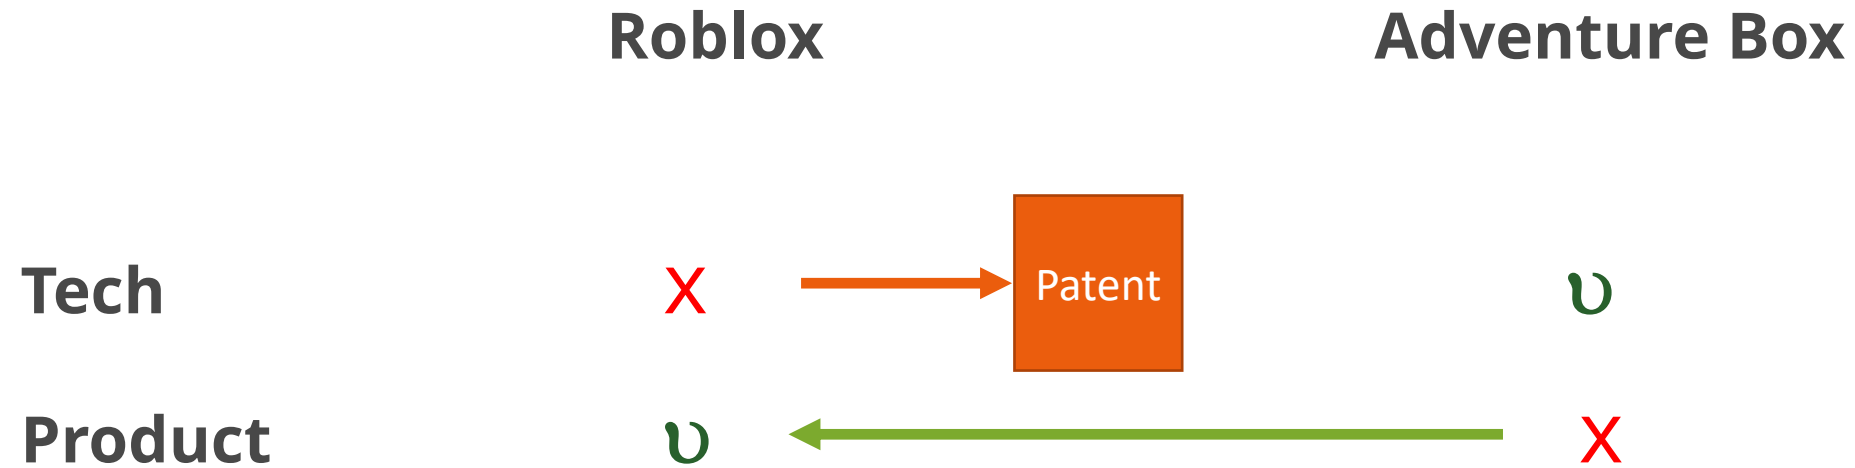 Roblox Adventure Box
Tech X Patent υ
Product υ X